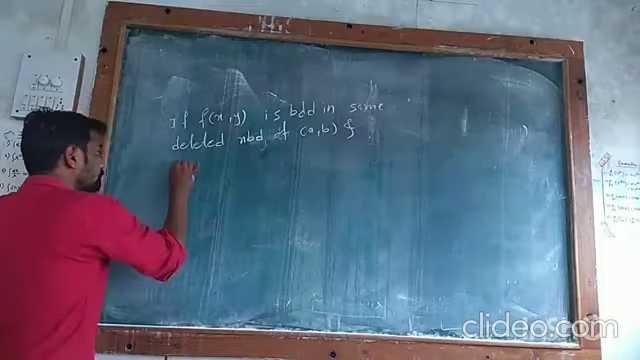 If f(x,y) is bdd in some
deleted nbd of (a,b) &
clideo.com